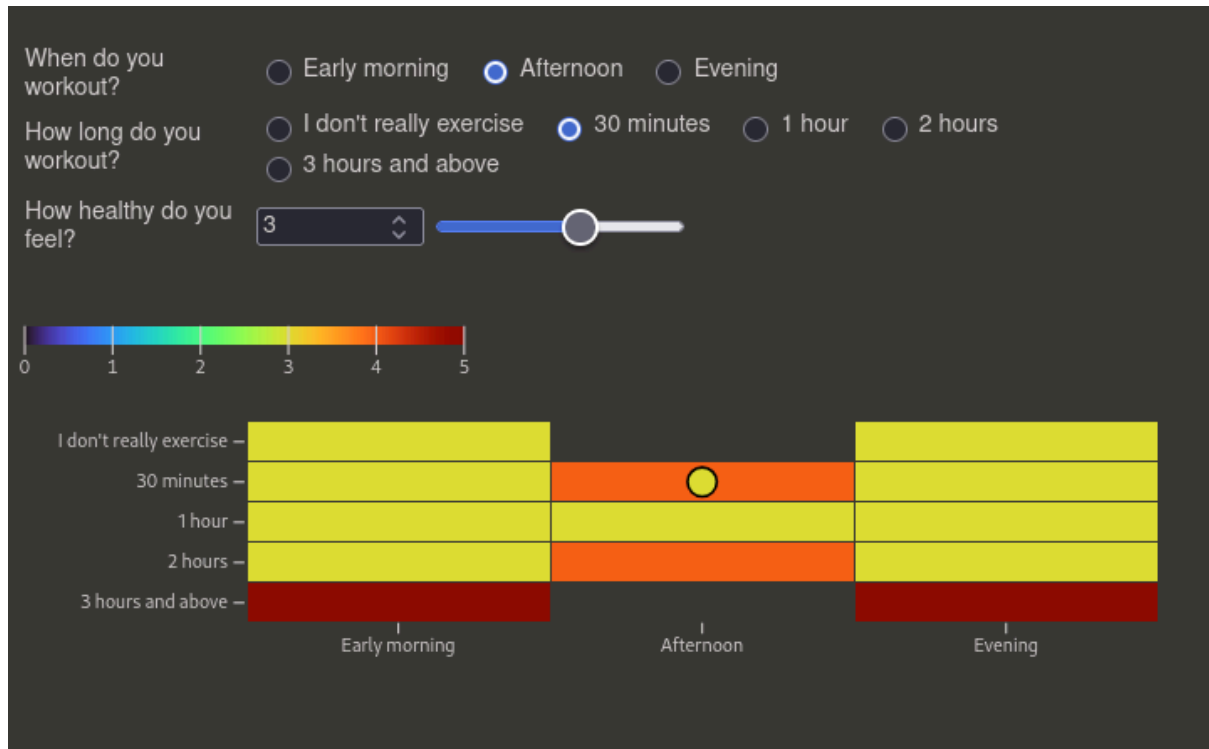 When do you
workout?
Early morning Afternoon Evening
How long do you
workout?
I don't really exercise 30 minutes 1 hour 2 hours
3 hours and above
How healthy do you
feel?
3
0 1 2 3 4 5
I don't really exercise
30 minutes
1 hour
2 hours
3 hours and above
Early morning Afternoon Evening